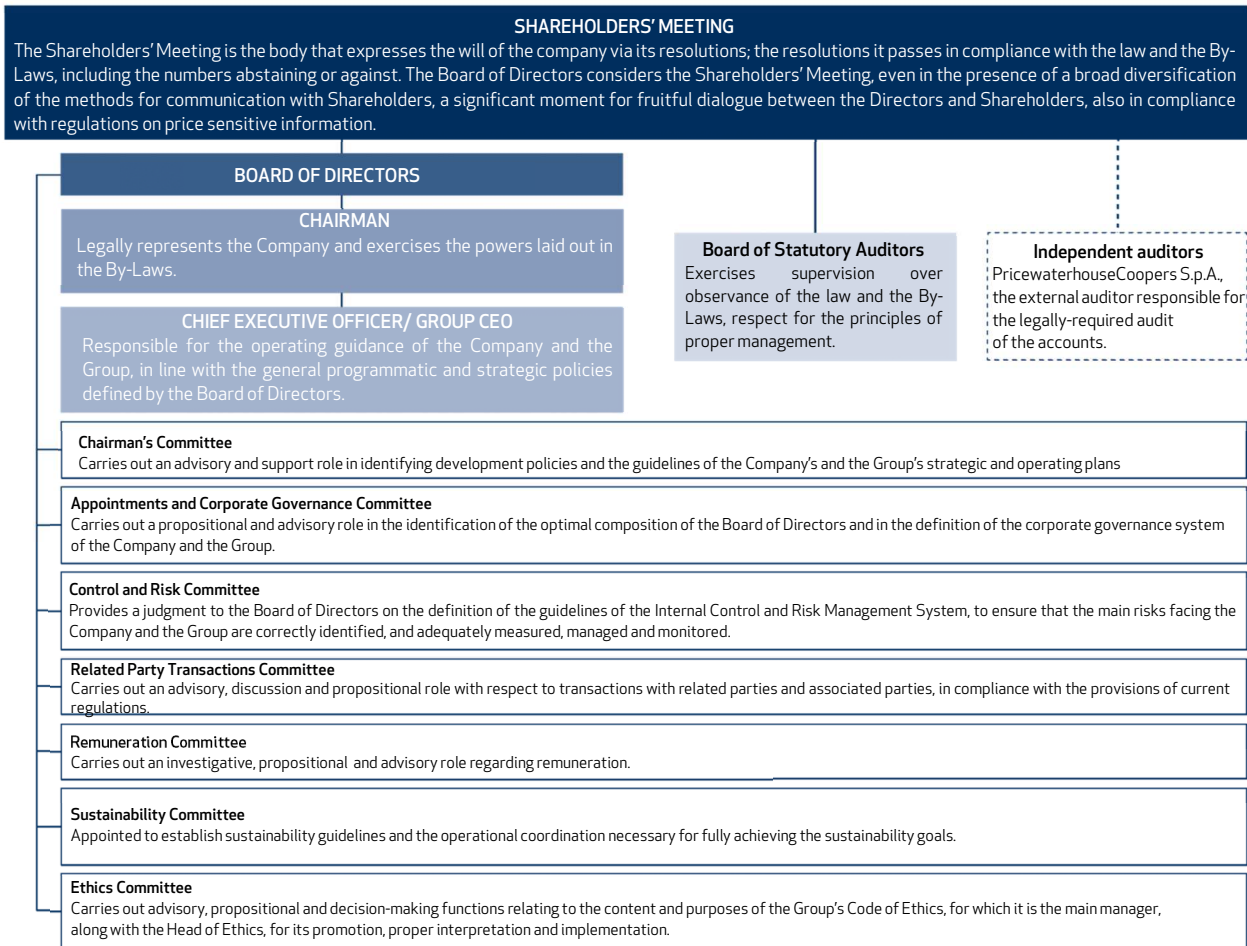 SHAREHOLDERS' MEETING
The Shareholders' Meeting is the body that expresses the will of the company via its resolutions; the resolutions it passes in compliance with the law and the By-
Laws, including the numbers abstaining or against. The Board of Directors considers the Shareholders' Meeting, even in the presence of a broad diversification
of the methods for communication with Shareholders, a significant moment for fruitful dialogue between the Directors and Shareholders, also in compliance
with regulations on price sensitive information.
BOARD OF DIRECTORS
CHAIRMAN
Legally represents the Company and exercises the powers laid out in
the By-Laws.
CHIEF EXECUTIVE OFFICER/ GROUP CEO
Responsible for the operating guidance of the Company and the
Group, in line with the general programmatic and strategic policies
defined by the Board of Directors.
Board of Statutory Auditors
Exercises supervision over
observance of the law and the By-
Laws, respect for the principles of
proper management.
Independent auditors
PricewaterhouseCoopers S.p.A.,
the external auditor responsible for
the legally-required audit
of the accounts.
Chairman's Committee
Carries out an advisory and support role in identifying development policies and the guidelines of the Company's and the Group's strategic and operating plans
Appointments and Corporate Governance Committee
Carries out a propositional and advisory role in the identification of the optimal composition of the Board of Directors and in the definition of the corporate governance system
of the Company and the Group.
Control and Risk Committee
Provides a judgment to the Board of Directors on the definition of the guidelines of the Internal Control and Risk Management System, to ensure that the main risks facing the
Company and the Group are correctly identified, and adequately measured, managed and monitored.
Related Party Transactions Committee
Carries out an advisory, discussion and propositional role with respect to transactions with related parties and associated parties, in compliance with the provisions of current
regulations.
Remuneration Committee
Carries out an investigative, propositional and advisory role regarding remuneration.
Sustainability Committee
Appointed to establish sustainability guidelines and the operational coordination necessary for fully achieving the sustainability goals.
Ethics Committee
Carries out advisory, propositional and decision-making functions relating to the content and purposes of the Group's Code of Ethics, for which it is the main manager,
along with the Head of Ethics, for its promotion, proper interpretation and implementation.